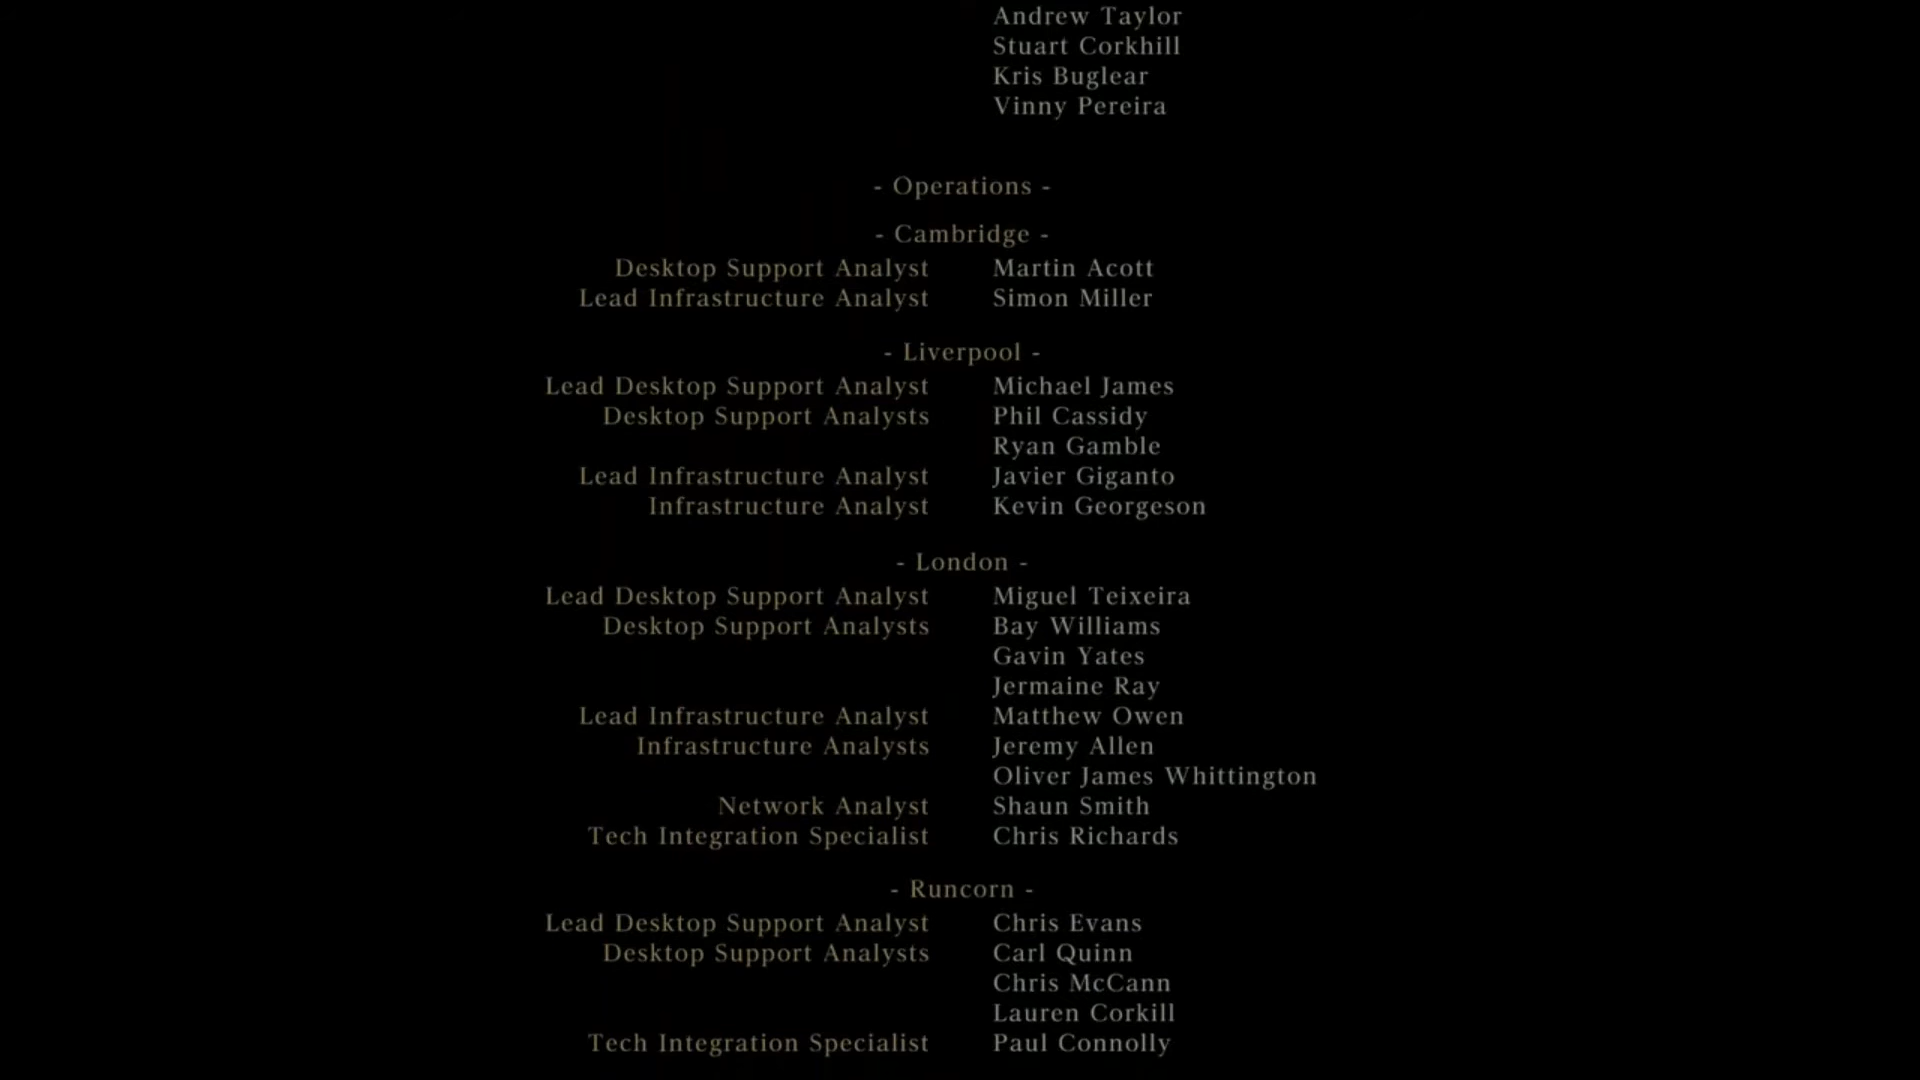 Andrew Taylor
Stuart Corkhill
Kris Buglear
Vinny Pereira
- Operations -
- Cambridge -
Desktop Support Analyst Martin Acott
Lead Infrastructure Analyst Simon Miller
- Liverpool -
Lead Desktop Support Analyst Michael James
Desktop Support Analysts Phil Cassidy
Ryan Gamble
Lead Infrastructure Analyst Javier Giganto
Infrastructure Analyst Kevin Georgeson
- London -
Lead Desktop Support Analyst Miguel Teixeira
Desktop Support Analysts Bay Williams
Gavin Yates
Jermaine Ray
Lead Infrastructure Analyst Matthew Owen
Infrastructure Analysts Jeremy Allen
Oliver James Whittington
Network Analyst Shaun Smith
Tech Integration Specialist Chris Richards
- Runcorn -
Lead Desktop Support Analyst Chris Evans
Desktop Support Analysts Carl Quinn
Chris McCann
Lauren Corkill
Tech Integration Specialist Paul Connolly